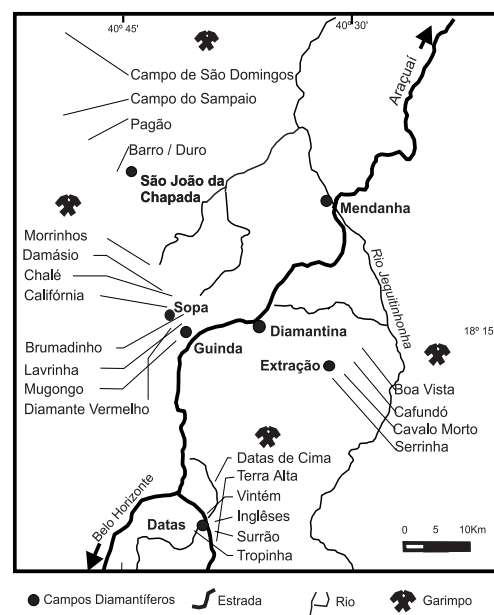 40º 45
40º 30'
Araçuaí
Campo de São Domingos
Campo do Sampaio
Pagão
Barro / Duro
São João da
Chapada
Mendanha
Morrinhos
Damásio
Chalé
Califórnia
Rio Jequitinhonha
Sopa
18º 15'
Brumadinho
Diamantina
Guinda
Lavrinha
Extração
Mugongo
Boa Vista
Diamante Vermelho
Cafundó
Cavalo Morto
Serrinha
Datas de Cima
Terra Alta
Vintém
Belo Horizonte
Inglêses
Datas
Surrão
Tropinha
0 5 10Km
Campos Diamantíferos
Estrada
Rio
Garimpo